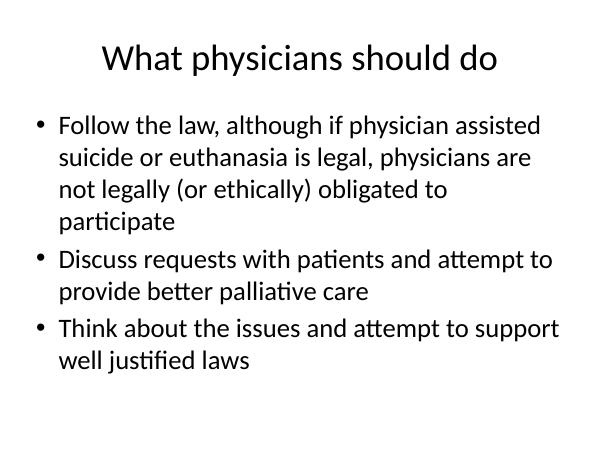 What physicians should do
• Follow the law, although if physician assisted
suicide or euthanasia is legal, physicians are
not legally (or ethically) obligated to
participate
• Discuss requests with patients and attempt to
provide better palliative care
• Think about the issues and attempt to support
well justified laws